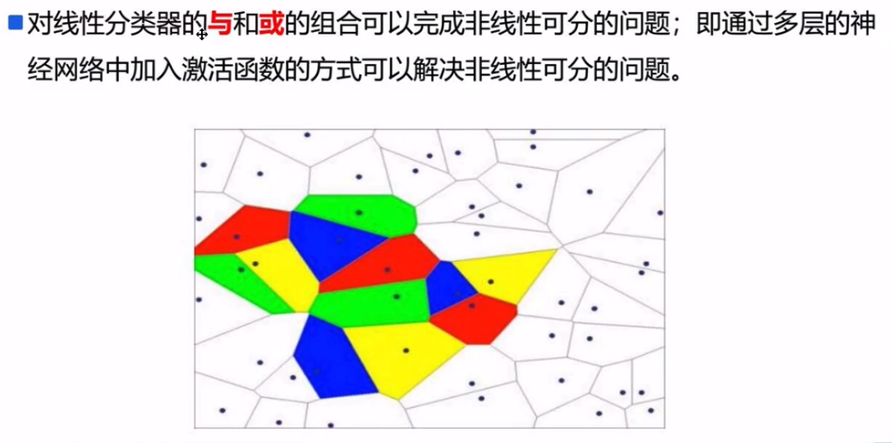 对线性分类器的与和或的组合可以完成非线性可分的问题；即通过多层的神
经网络中加入激活函数的方式可以解决非线性可分的问题。